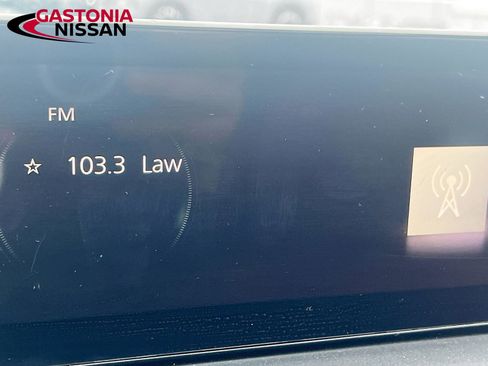 GASTONIA
NISSAN
FM
☆ 103.3 Law